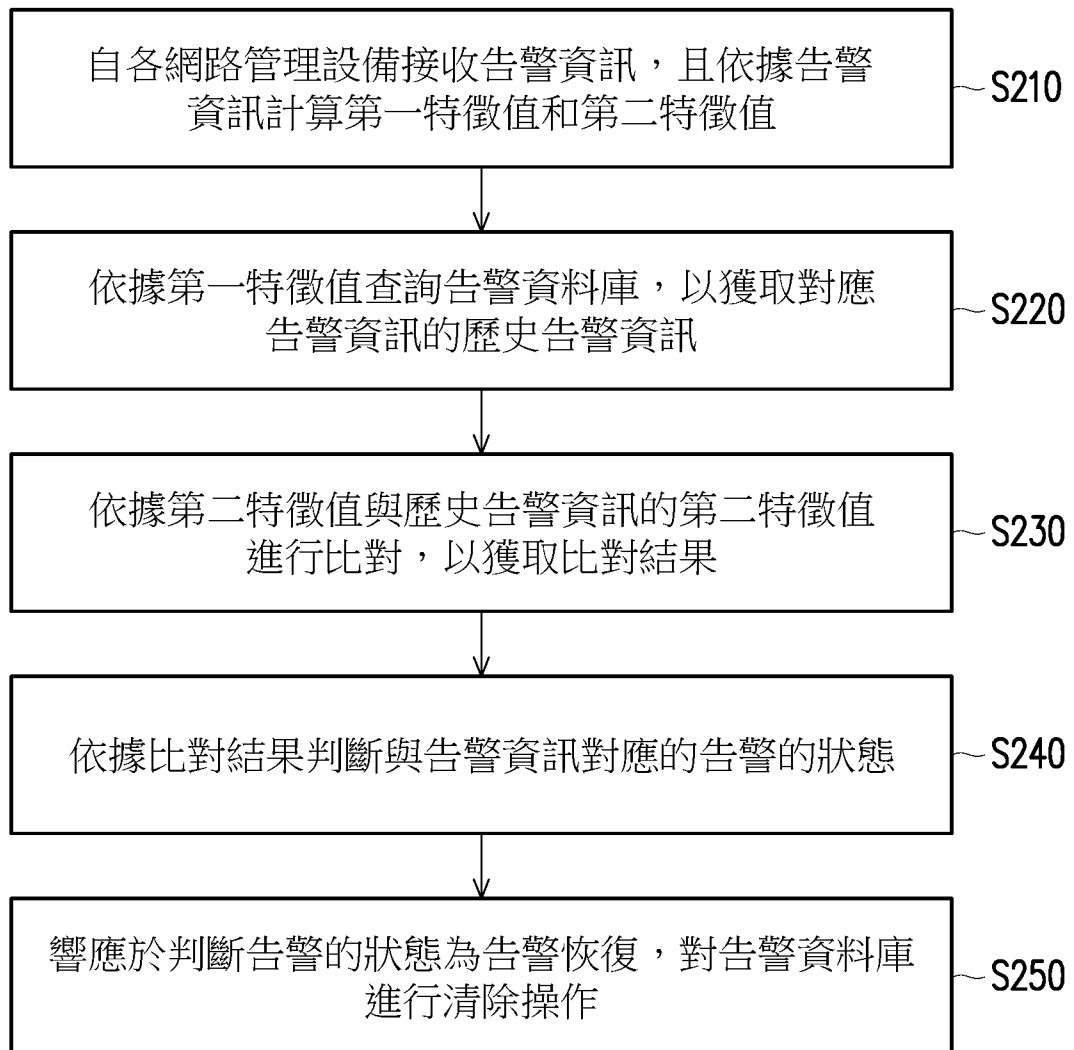 自各網路管理設備接收告警資訊，且依據告警
資訊計算第一特徵值和第二特徵值
S210
依據第一特徵值查詢告警資料庫，以獲取對應
告警資訊的歷史告警資訊
S220
依據第二特徵值與歷史告警資訊的第二特徵值
進行比對，以獲取比對結果
S230
依據比對結果判斷與告警資訊對應的告警的狀態
S240
響應於判斷告警的狀態為告警恢復，對告警資料庫
進行清除操作
S250